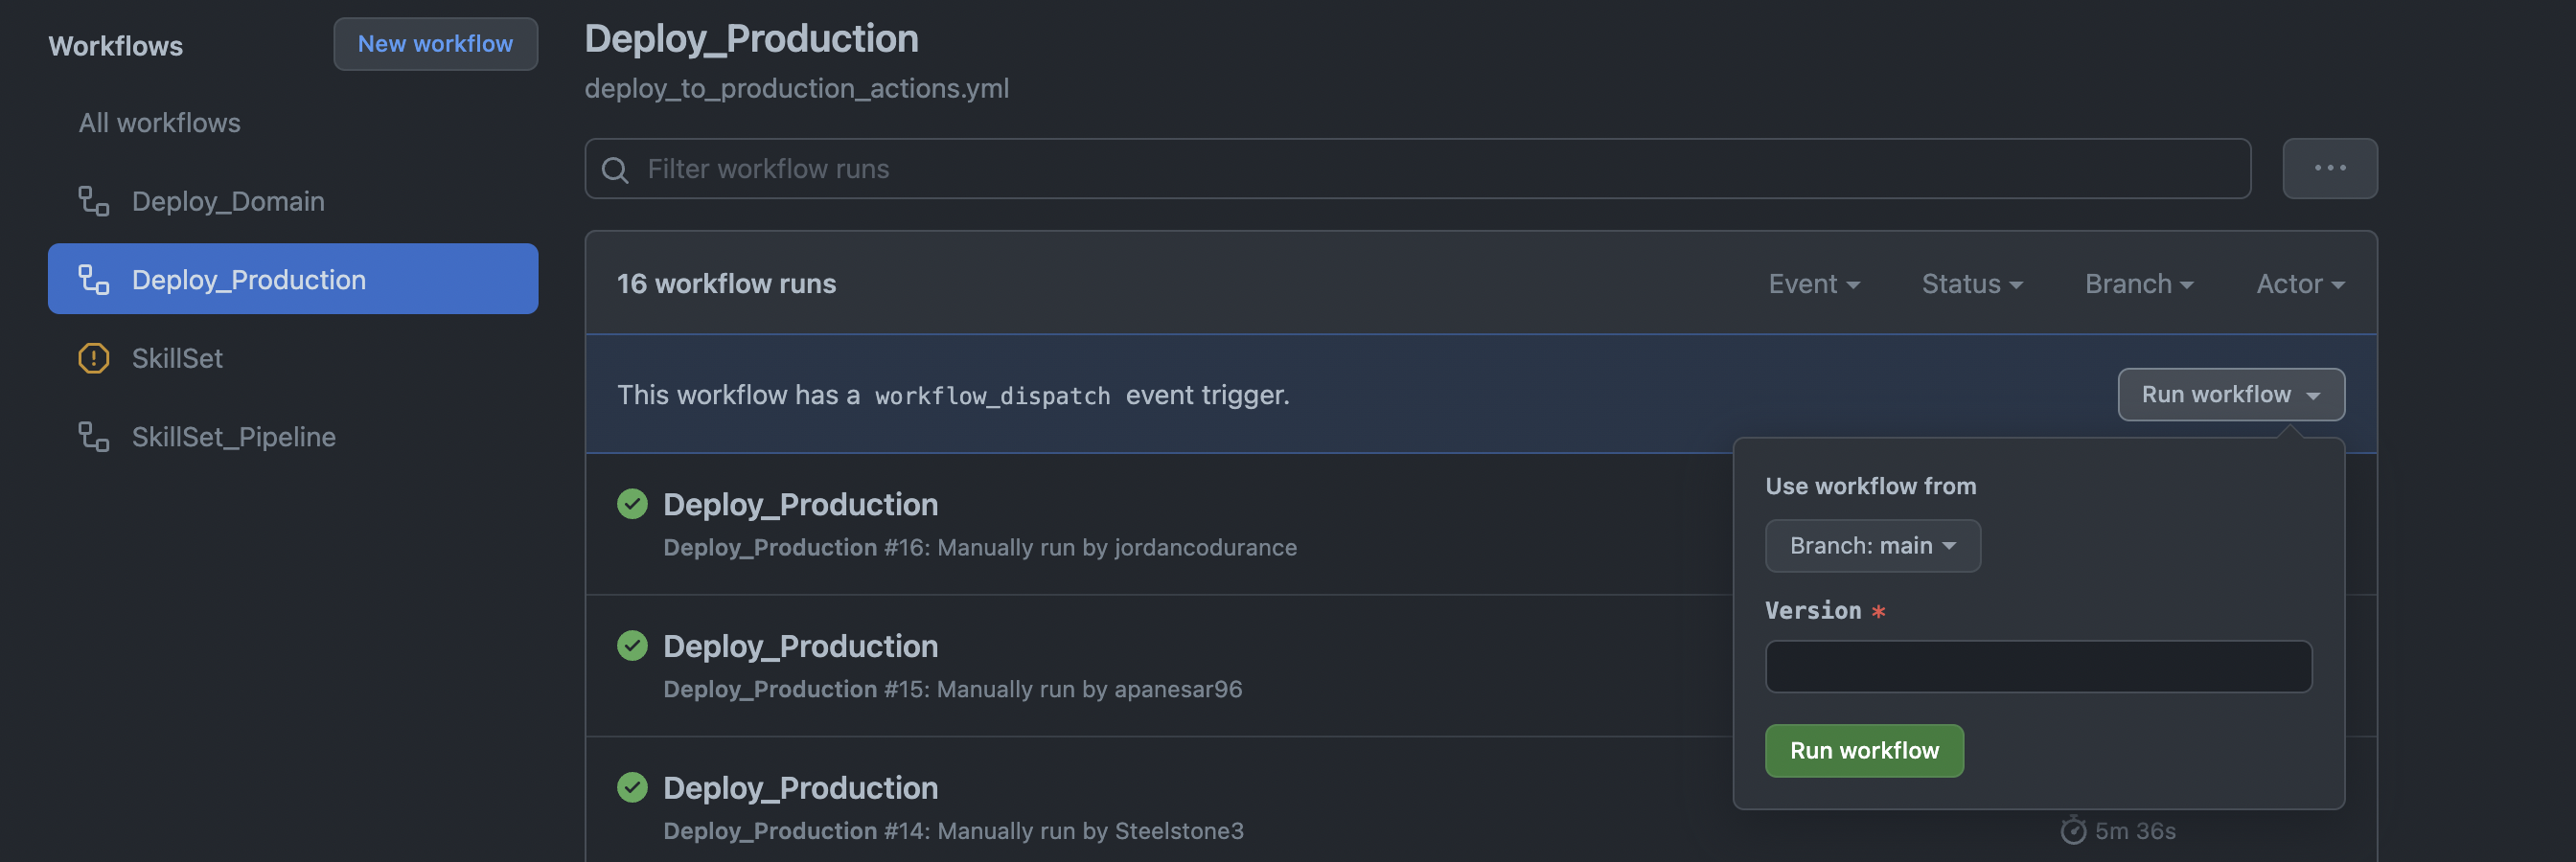 Workflows
New workflow
All workflows
Deploy_Domain
Deploy_Production
SkillSet
SkillSet_Pipeline
Deploy_Production
deploy_to_production_actions.yml
Filter workflow runs
16 workflow runs
Event
Status
Branch
Actor
This workflow has a workflow_dispatch event trigger.
Run workflow
Use workflow from
Branch: main
Version *
Run workflow
Deploy_Production
Deploy_Production #16: Manually run by jordancodurance
Deploy_Production
Deploy_Production #15: Manually run by apanesar96
Deploy_Production
Deploy_Production #14: Manually run by Steelstone3
5m 36s